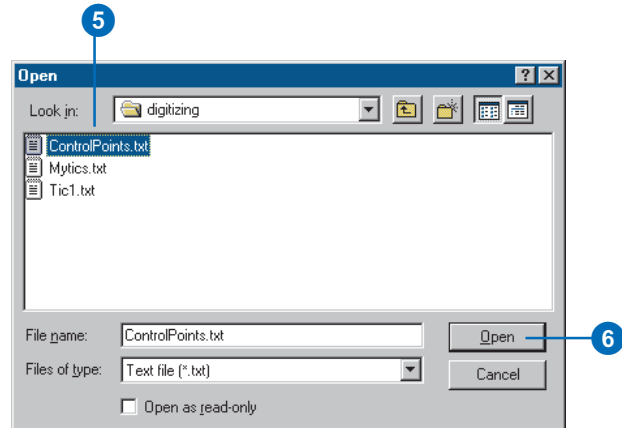 5
Open
Look in: digitizing
ControlPoints.txt
Mytics.txt
Tic1.txt
File name: ControlPoints.txt Open 6
Files of type: Text file (*.txt) Cancel
Open as read-only